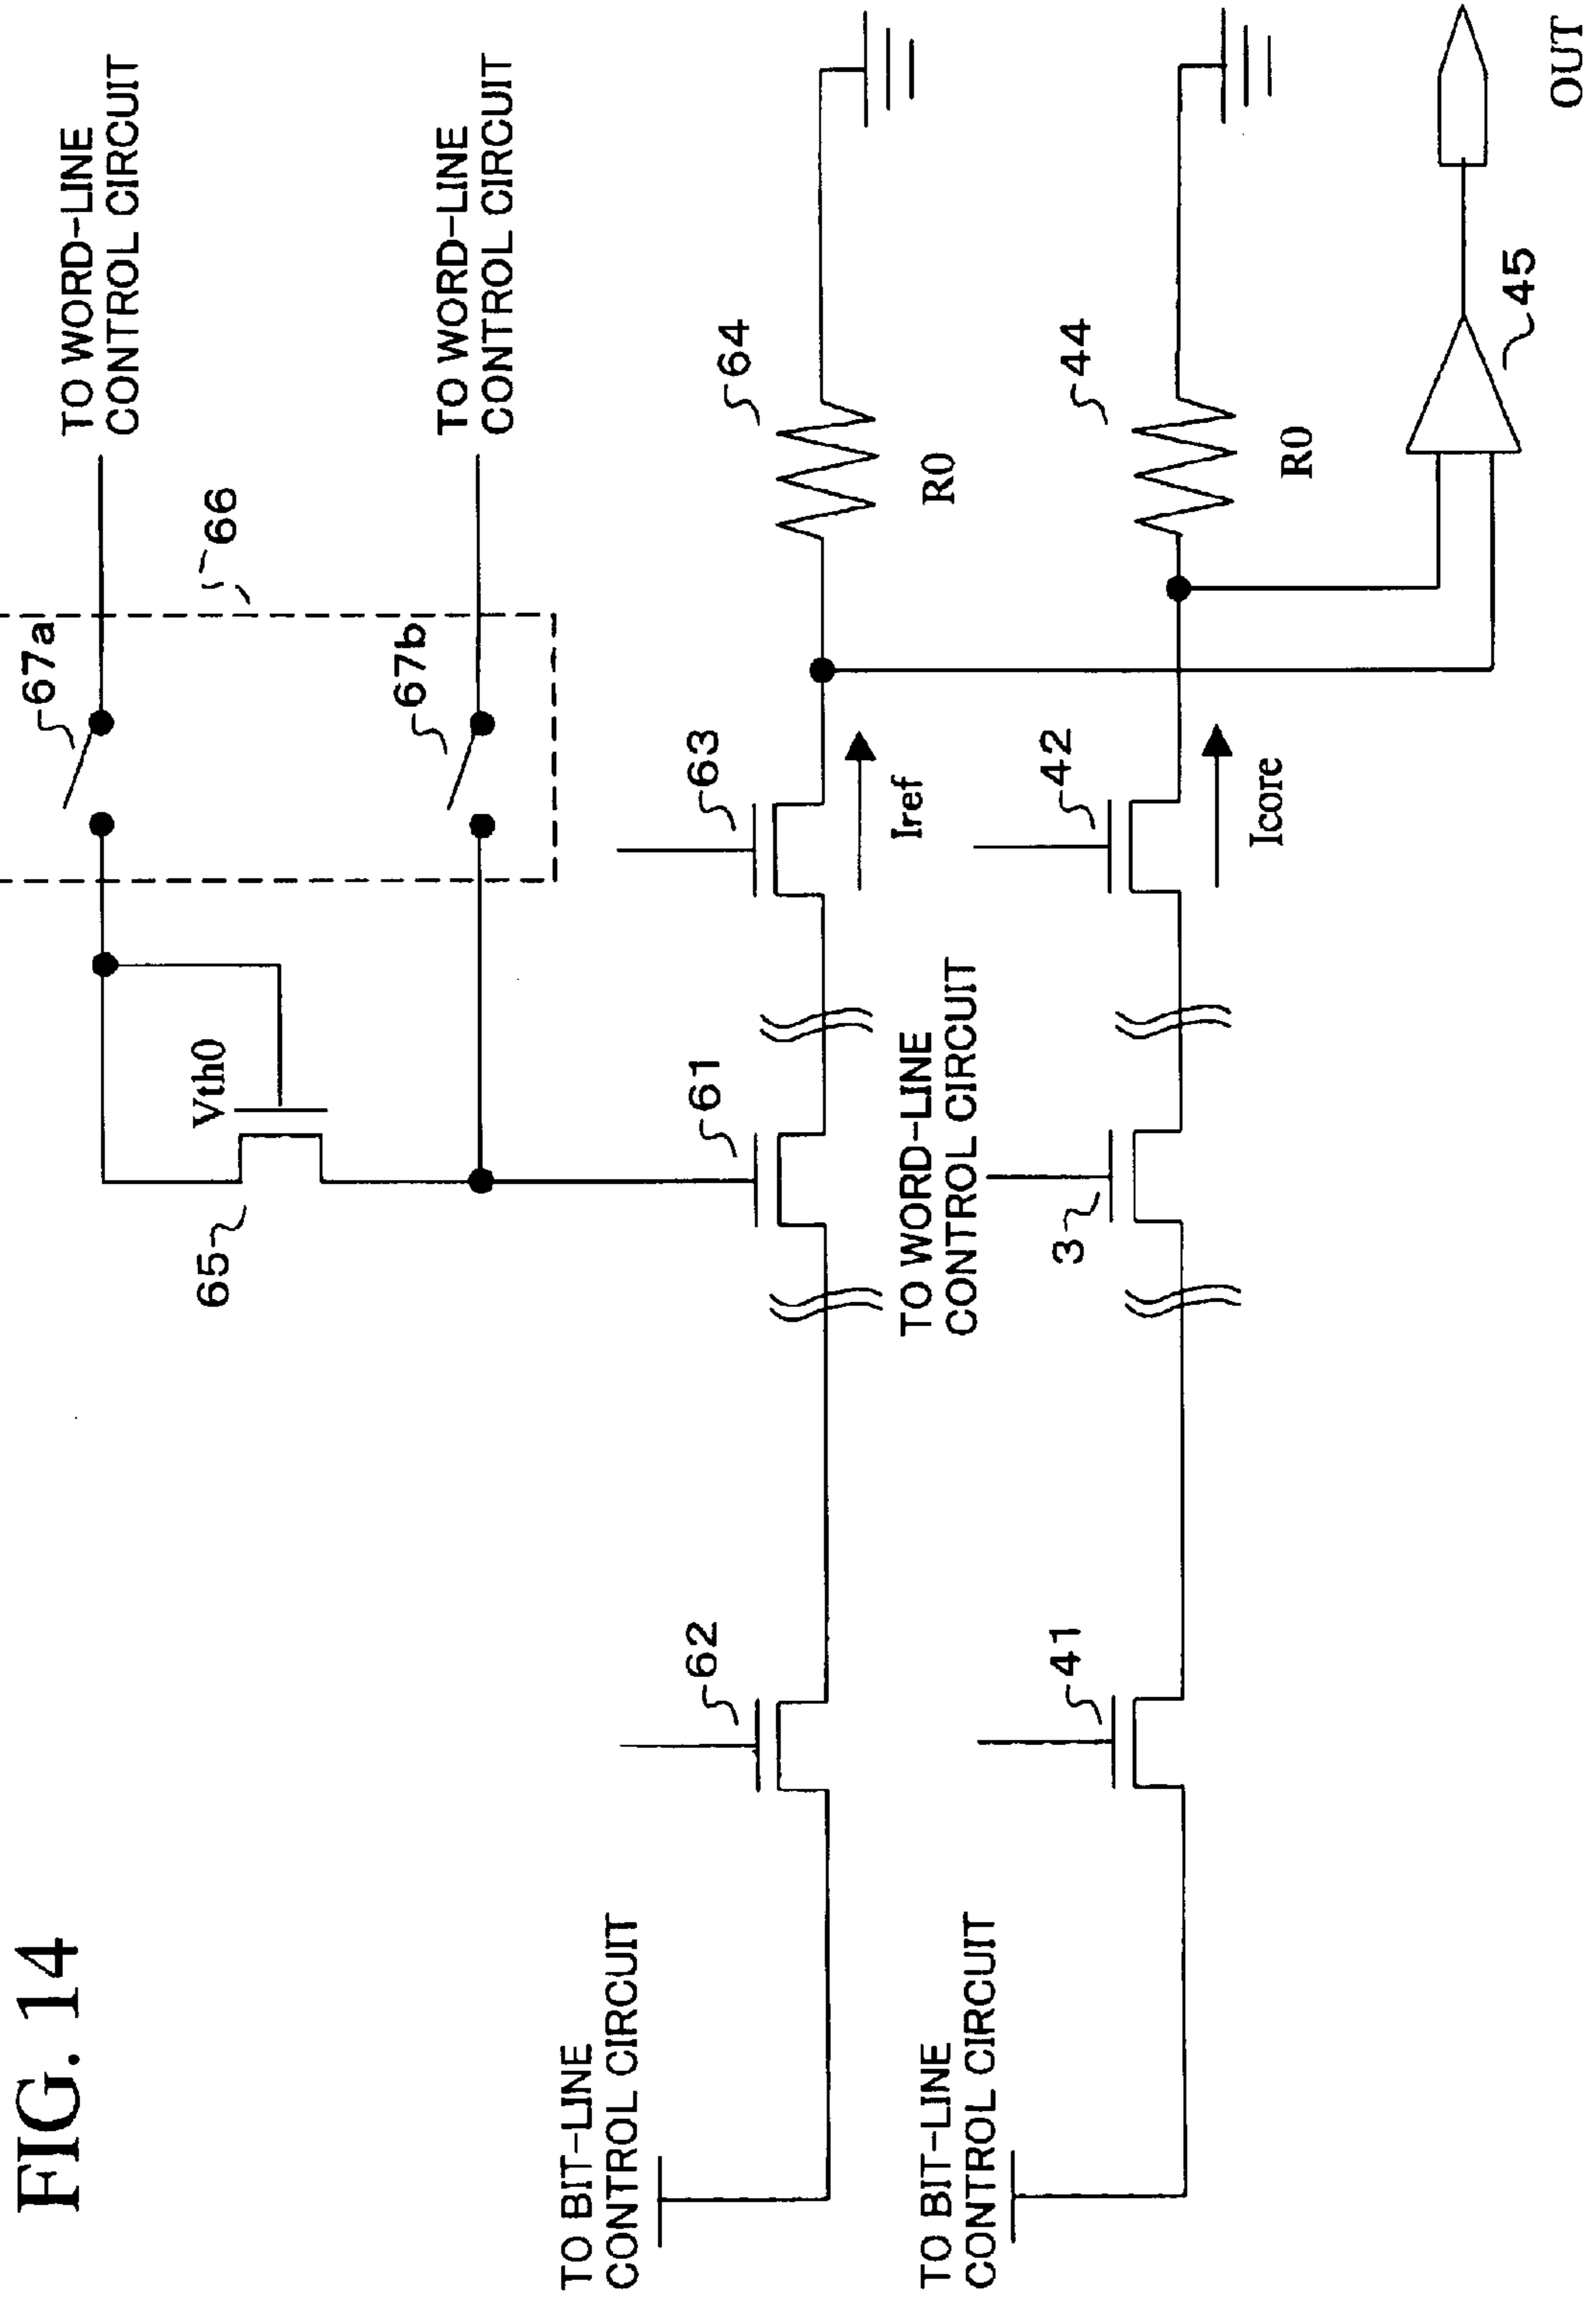 FIG. 14
TO WORD-LINE
CONTROL CIRCUIT
67a
66
65
Vth0
67b
TO WORD-LINE
CONTROL CIRCUIT
TO BIT-LINE
CONTROL CIRCUIT
62
61
63
64
Iref
R0
TO WORD-LINE
CONTROL CIRCUIT
TO BIT-LINE
CONTROL CIRCUIT
41
3
42
44
Icore
R0
45
OUT